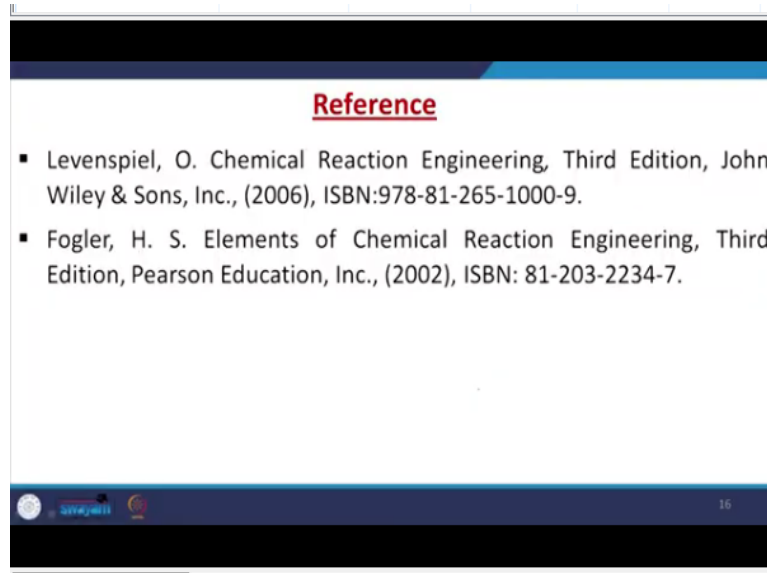 Reference
▪ Levenspiel, O. Chemical Reaction Engineering, Third Edition, John
Wiley & Sons, Inc., (2006), ISBN:978-81-265-1000-9.
▪ Fogler, H. S. Elements of Chemical Reaction Engineering, Third
Edition, Pearson Education, Inc., (2002), ISBN: 81-203-2234-7.
swayam
16